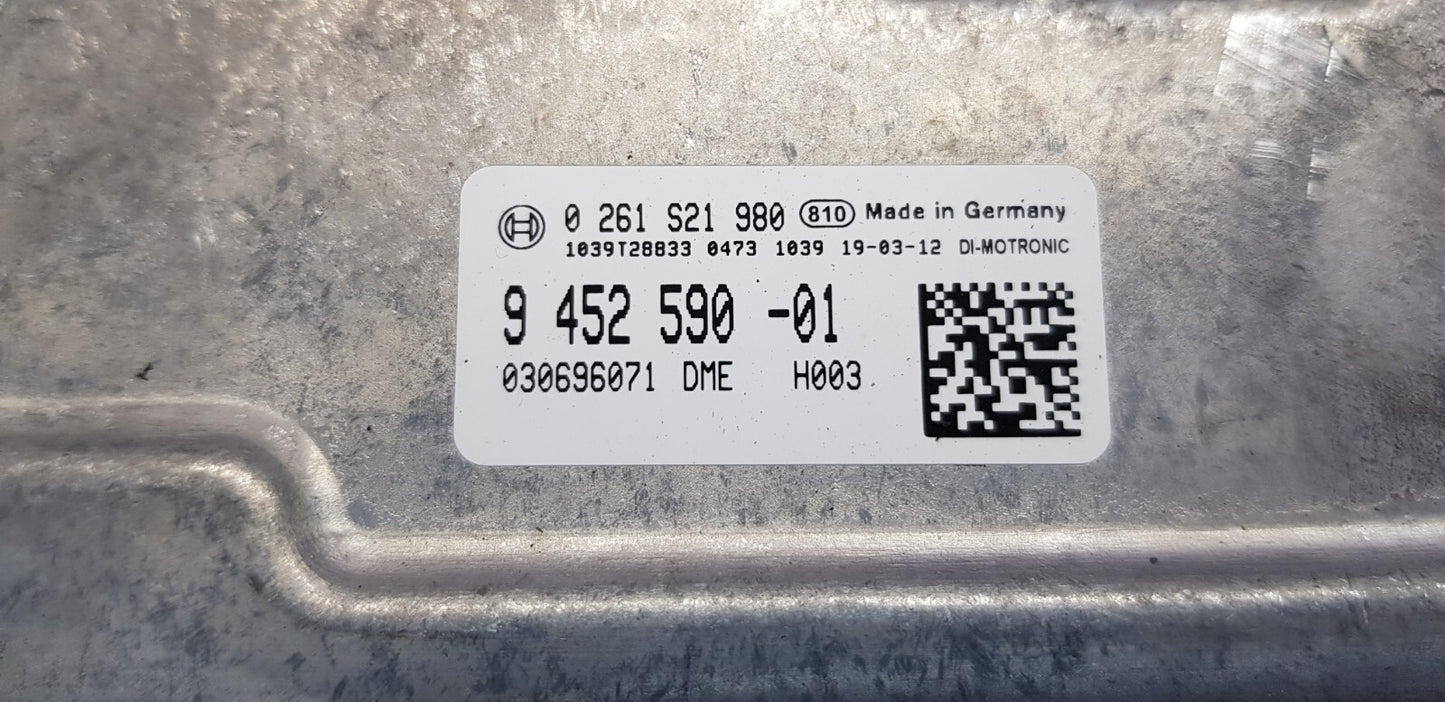 0 261 S21 980 810 Made in Germany
1039T28833 0473 1039 19-03-12 DI-MOTRONIC
9 452 590 -01
030696071 DME H003